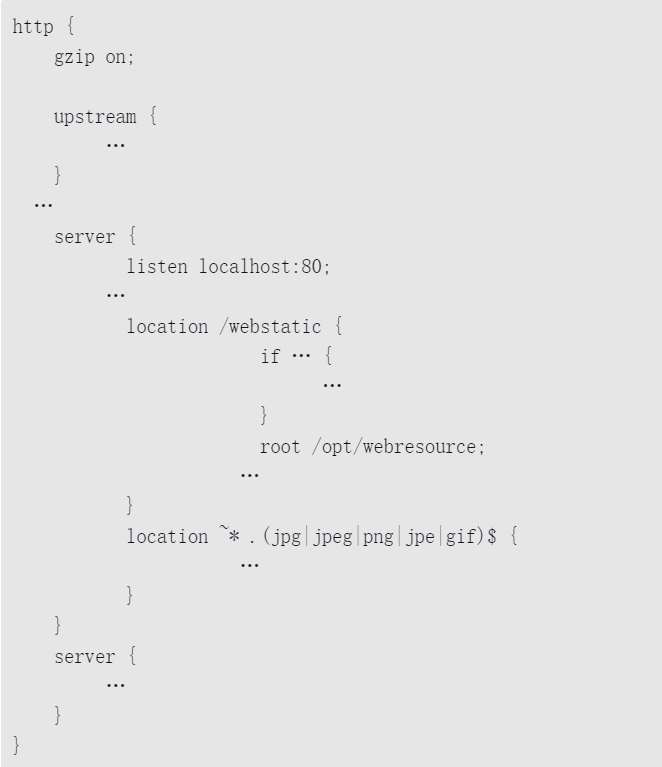 http {
    gzip on;
    upstream {
        …
    }
  …
    server {
        listen localhost:80;
        …
        location /webstatic {
            if … {
                …
            }
            root /opt/webresource;
            …
        }
        location ~* .(jpg|jpeg|png|jpe|gif)$ {
            …
        }
    }
    server {
        …
    }
}